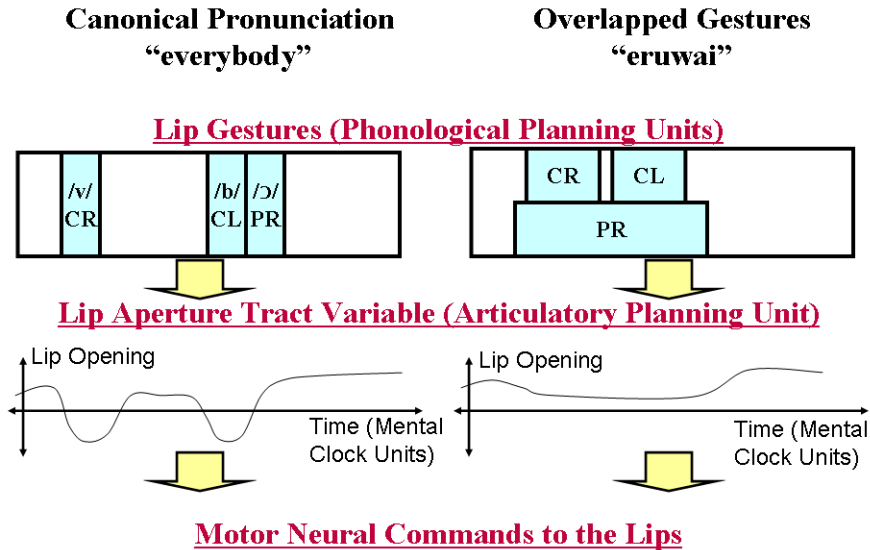 Canonical Pronunciation
“everybody”
Overlapped Gestures
“eruwai”
Lip Gestures (Phonological Planning Units)
/v/
CR
/b/
CL
/ɔ/
PR
CR
CL
PR
Lip Aperture Tract Variable (Articulatory Planning Unit)
Lip Opening
Time (Mental
Clock Units)
Lip Opening
Time (Mental
Clock Units)
Motor Neural Commands to the Lips